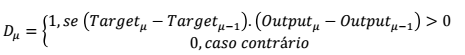 D_μ = {1, se (Target_μ − Target_{μ−1}).(Output_μ − Output_{μ−1}) > 0
0, caso contrário